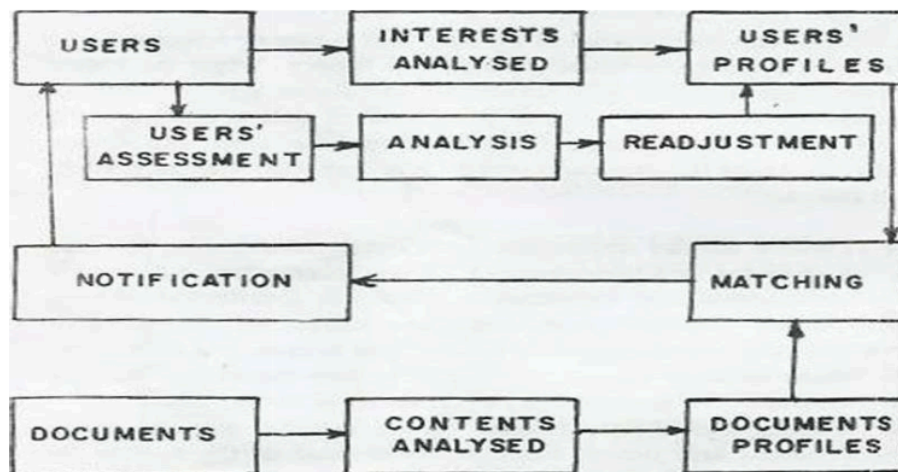 USERS
INTERESTS
ANALYSED
USERS'
PROFILES
USERS'
ASSESSMENT
ANALYSIS
READJUSTMENT
NOTIFICATION
MATCHING
DOCUMENTS
CONTENTS
ANALYSED
DOCUMENTS
PROFILES